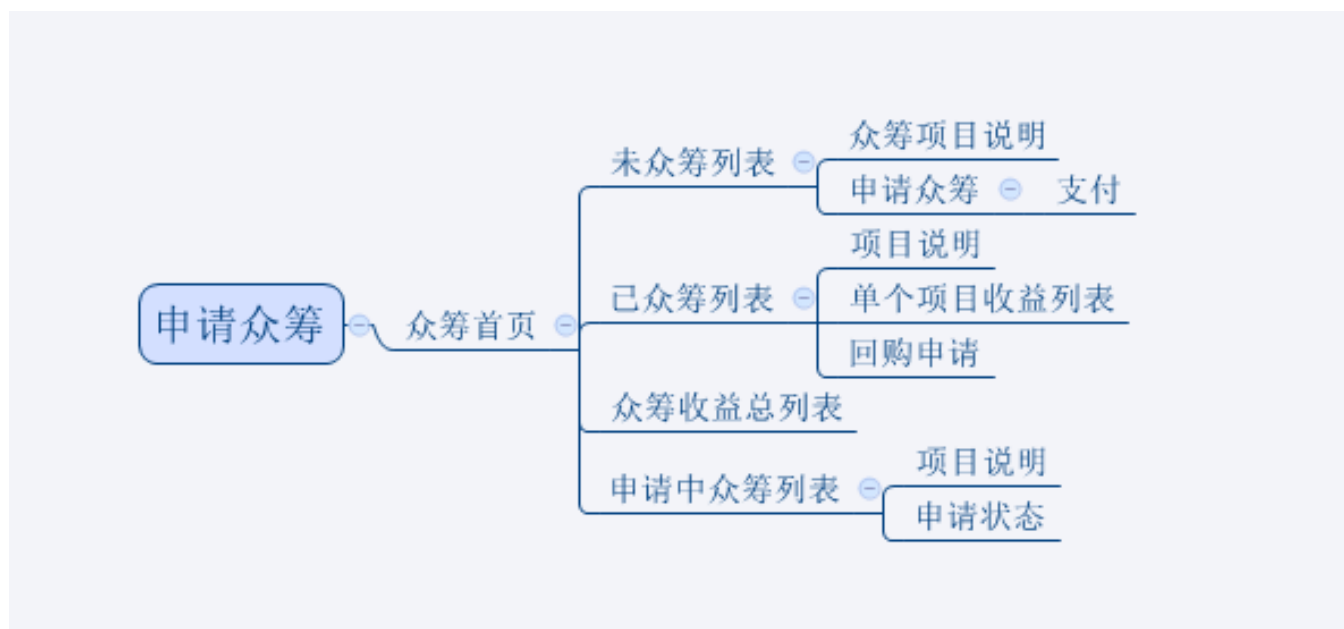 申请众筹
众筹首页
未众筹列表
众筹项目说明
申请众筹
支付
已众筹列表
项目说明
单个项目收益列表
回购申请
众筹收益总列表
申请中众筹列表
项目说明
申请状态